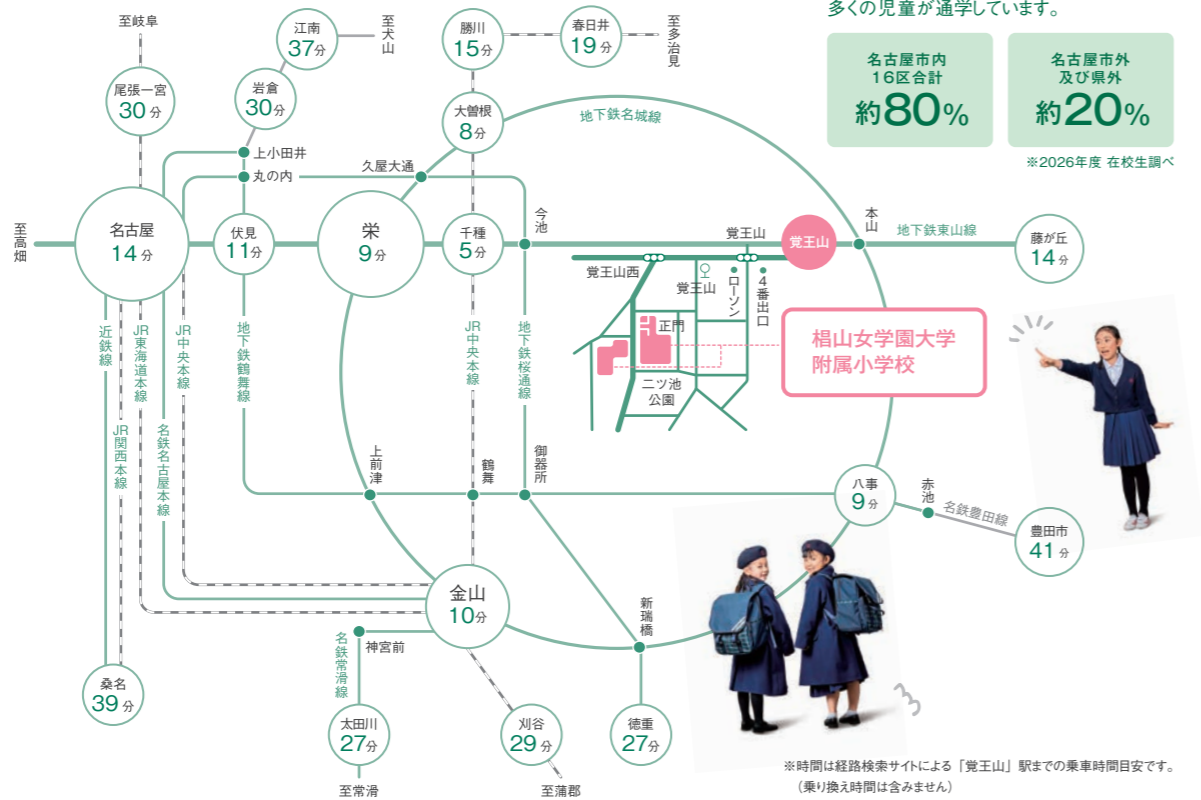 多くの児童が通学しています。
名古屋市内
16区合計
約80%
名古屋市外
及び県外
約20%
※2026年度 在校生調べ
至岐阜
尾張一宮
30分
江南
37分
至犬山
岩倉
30分
勝川
15分
春日井
19分
至多治見
大曽根
8分
地下鉄名城線
上小田井
丸の内
久屋大通
至高畑
名古屋
14分
伏見
11分
栄
9分
千種
5分
今池
覚王山
本山
地下鉄東山線
藤が丘
14分
覚王山
覚王山西
覚王山
ローソン
4番出口
正門
二ツ池
公園
椙山女学園大学
附属小学校
近鉄線
JR関西本線
JR東海道本線
名鉄名古屋本線
JR中央本線
地下鉄鶴舞線
JR中央本線
地下鉄桜通線
上前津
鶴舞
御器所
八事
9分
赤池
名鉄豊田線
豊田市
41分
金山
10分
神宮前
名鉄常滑線
新瑞橋
桑名
39分
太田川
27分
至常滑
刈谷
29分
至蒲郡
徳重
27分
※時間は経路検索サイトによる「覚王山」駅までの乗車時間目安です。
(乗り換え時間は含みません)